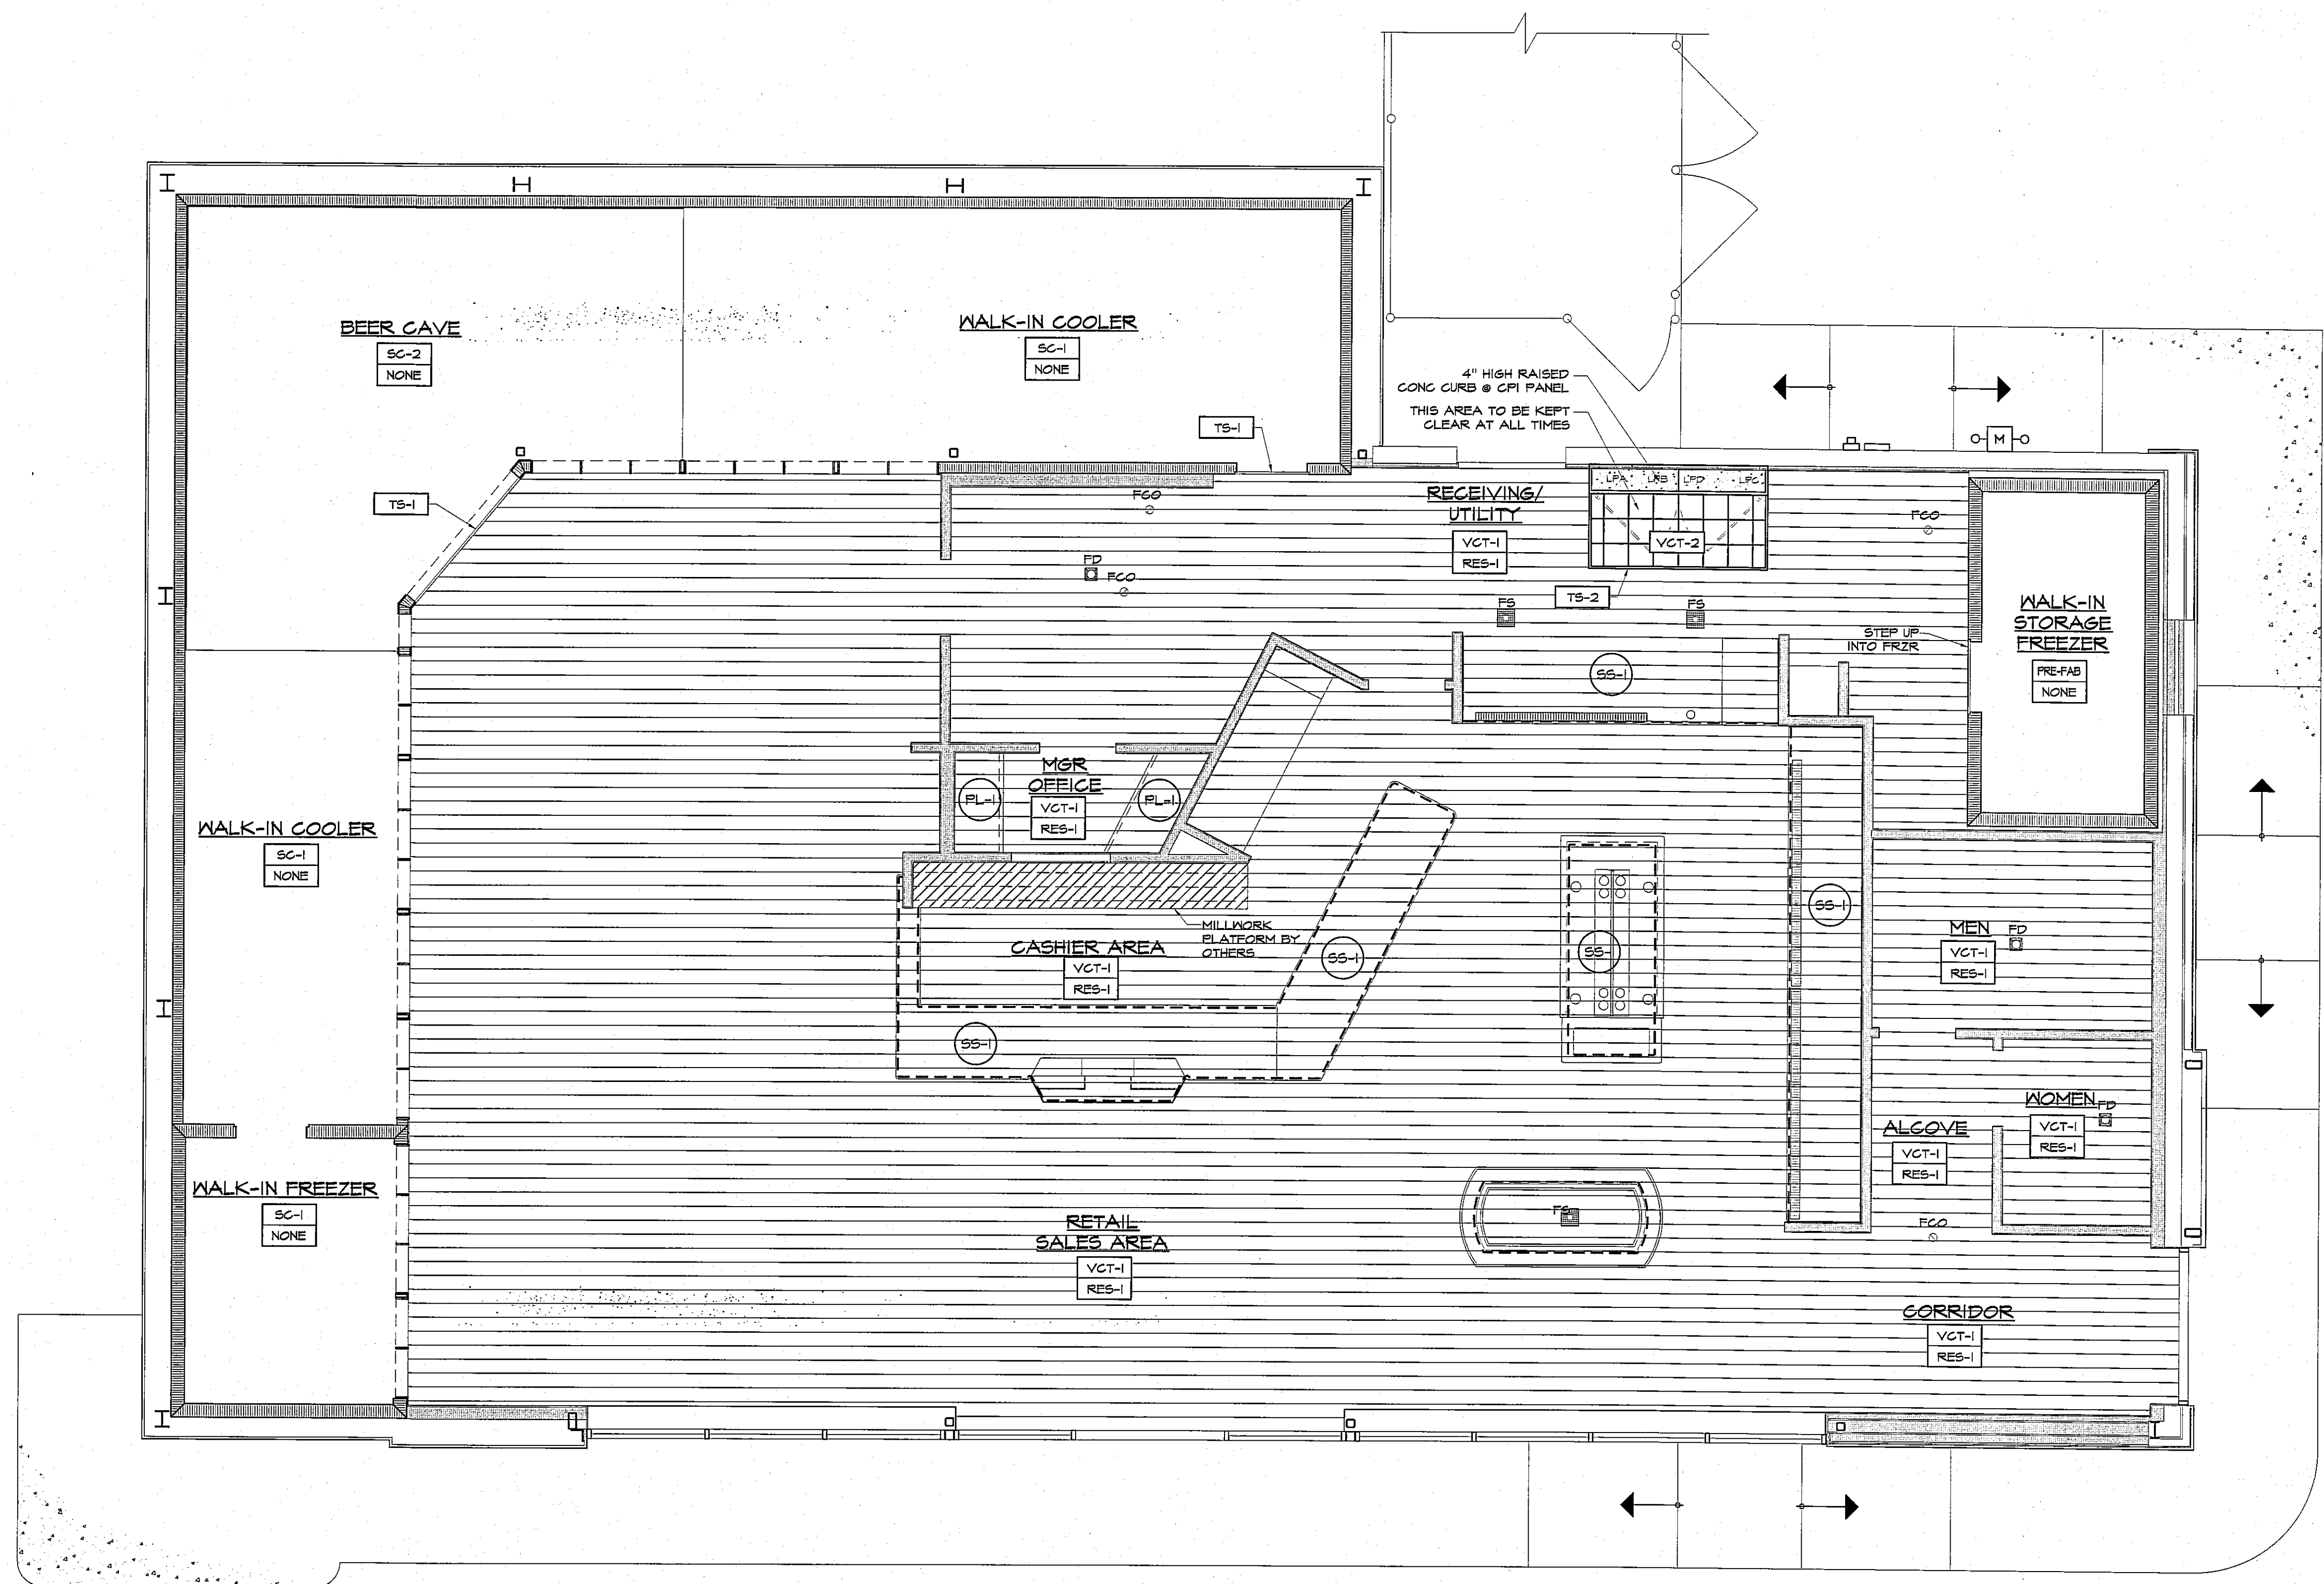 BEER CAVE
SC-2
NONE
WALK-IN COOLER
SC-1
NONE
4" HIGH RAISED
CONC CURB @ CPI PANEL
THIS AREA TO BE KEPT
CLEAR AT ALL TIMES
TS-1
M
TS-1
FCO
RECEIVING/
UTILITY
VCT-1
RES-1
LPA LPB LPD LPC
VCT-2
FCO
FD
FCO
FS
TS-2
FS
WALK-IN
STORAGE
FREEZER
PRE-FAB
NONE
STEP UP
INTO FRZR
SS-1
MGR
OFFICE
VCT-1
RES-1
PL-1
PL-1
WALK-IN COOLER
SC-1
NONE
MILLWORK
PLATFORM BY
OTHERS
CASHIER AREA
VCT-1
RES-1
SS-1
SS-1
SS-1
SS-1
MEN
VCT-1
RES-1
FD
WOMEN
VCT-1
RES-1
FD
ALCOVE
VCT-1
RES-1
WALK-IN FREEZER
SC-1
NONE
RETAIL
SALES AREA
VCT-1
RES-1
FS
FCO
CORRIDOR
VCT-1
RES-1